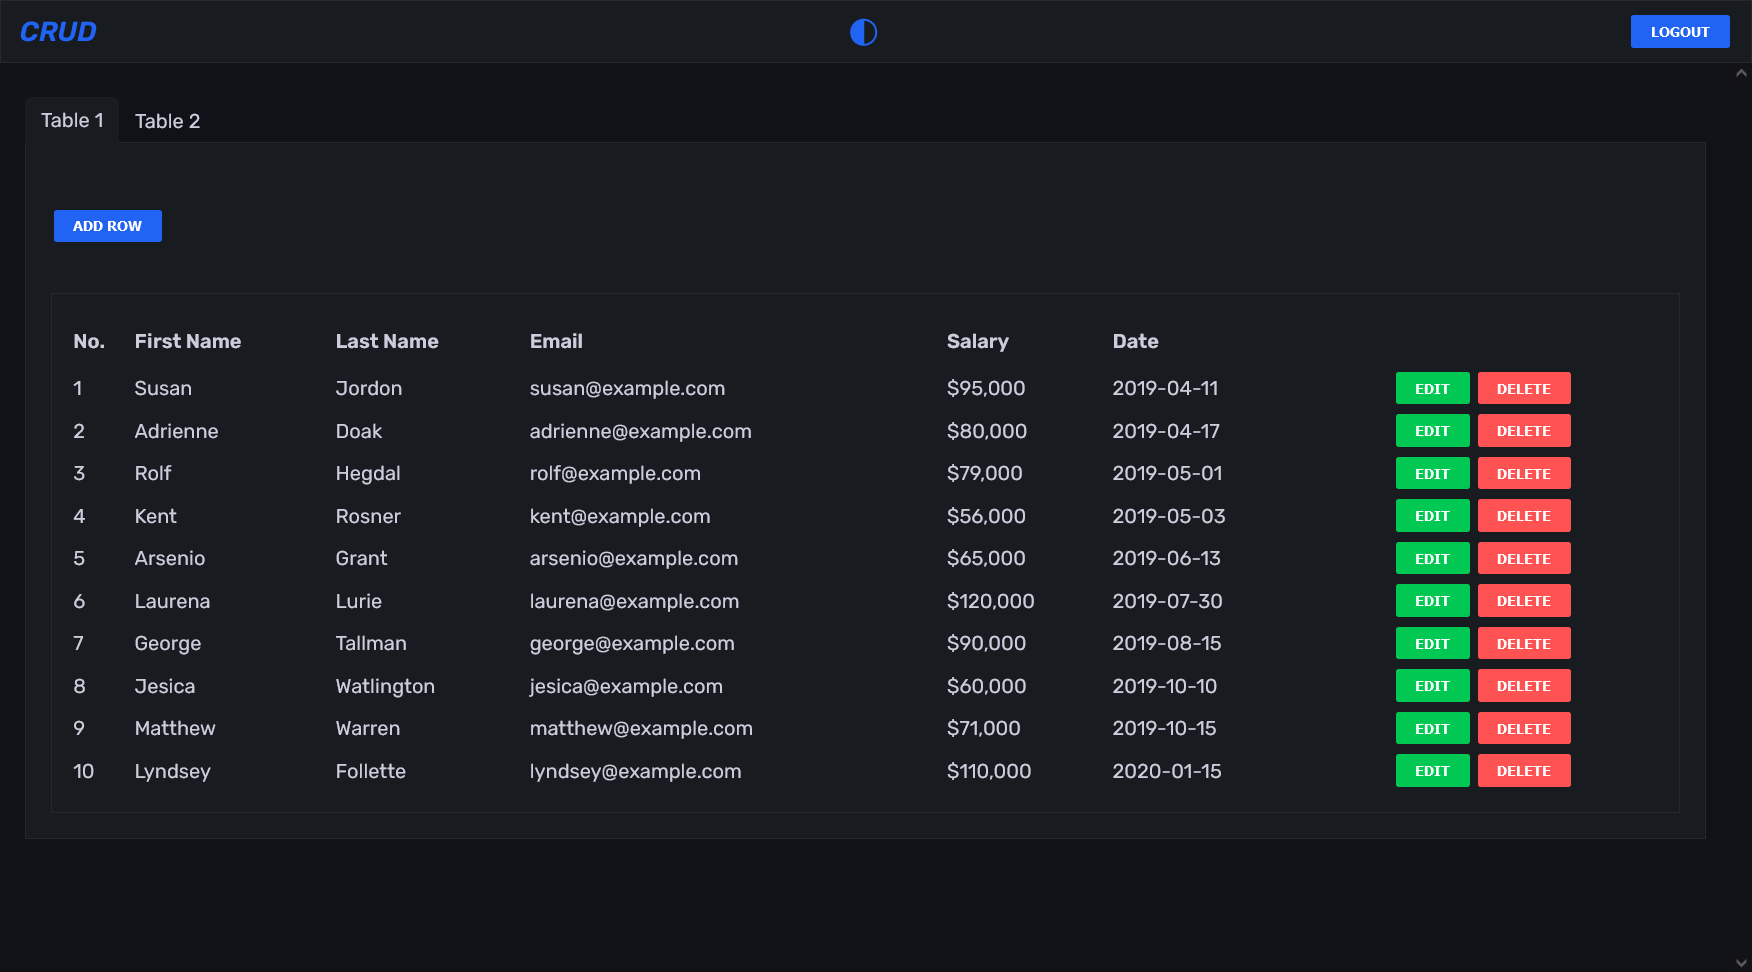 CRUD LOGOUT
Table 1 Table 2
ADD ROW
No. First Name Last Name Email Salary Date
1 Susan Jordon susan@example.com $95,000 2019-04-11 EDIT DELETE
2 Adrienne Doak adrienne@example.com $80,000 2019-04-17 EDIT DELETE
3 Rolf Hegdal rolf@example.com $79,000 2019-05-01 EDIT DELETE
4 Kent Rosner kent@example.com $56,000 2019-05-03 EDIT DELETE
5 Arsenio Grant arsenio@example.com $65,000 2019-06-13 EDIT DELETE
6 Laurena Lurie laurena@example.com $120,000 2019-07-30 EDIT DELETE
7 George Tallman george@example.com $90,000 2019-08-15 EDIT DELETE
8 Jesica Watlington jesica@example.com $60,000 2019-10-10 EDIT DELETE
9 Matthew Warren matthew@example.com $71,000 2019-10-15 EDIT DELETE
10 Lyndsey Follette lyndsey@example.com $110,000 2020-01-15 EDIT DELETE